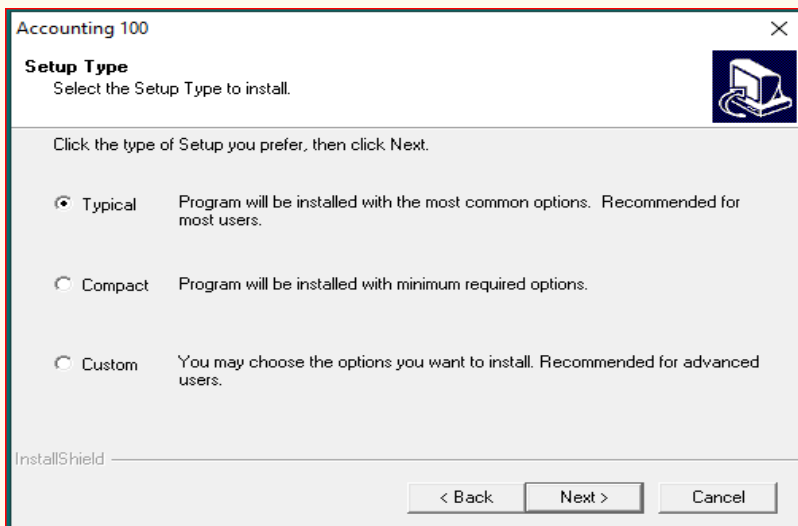 Accounting 100
Setup Type
Select the Setup Type to install.
Click the type of Setup you prefer, then click Next.
Typical Program will be installed with the most common options. Recommended for
most users.
Compact Program will be installed with minimum required options.
Custom You may choose the options you want to install. Recommended for advanced
users.
InstallShield
< Back Next > Cancel